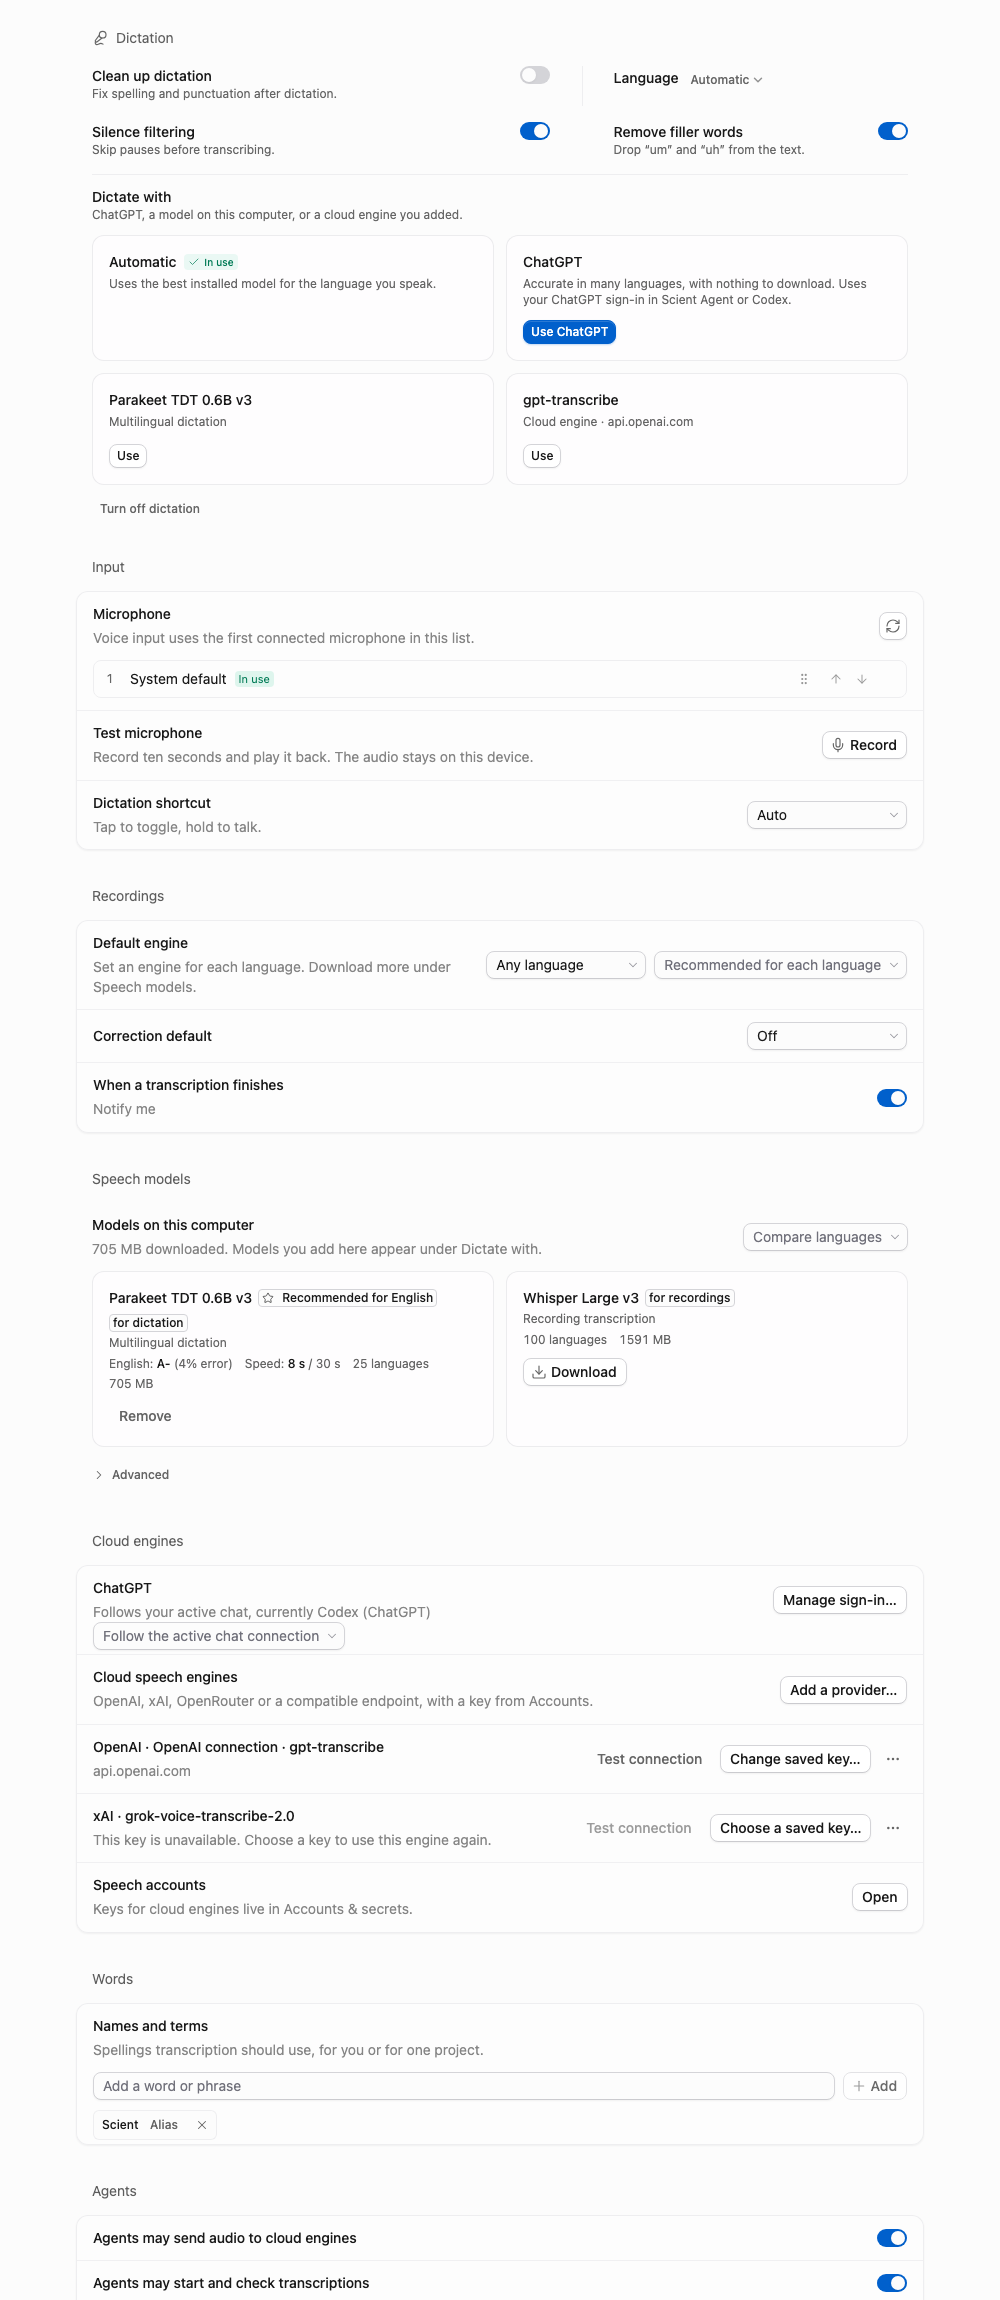 Dictation
Clean up dictation
Fix spelling and punctuation after dictation.
Language Automatic
Silence filtering
Skip pauses before transcribing.
Remove filler words
Drop “um” and “uh” from the text.
Dictate with
ChatGPT, a model on this computer, or a cloud engine you added.
Automatic In use
Uses the best installed model for the language you speak.
ChatGPT
Accurate in many languages, with nothing to download. Uses
your ChatGPT sign-in in Scient Agent or Codex.
Use ChatGPT
Parakeet TDT 0.6B v3
Multilingual dictation
Use
gpt-transcribe
Cloud engine · api.openai.com
Use
Turn off dictation
Input
Microphone
Voice input uses the first connected microphone in this list.
1 System default In use
Test microphone
Record ten seconds and play it back. The audio stays on this device.
Record
Dictation shortcut
Tap to toggle, hold to talk.
Auto
Recordings
Default engine
Set an engine for each language. Download more under
Speech models.
Any language
Recommended for each language
Correction default
Off
When a transcription finishes
Notify me
Speech models
Models on this computer
705 MB downloaded. Models you add here appear under Dictate with.
Compare languages
Parakeet TDT 0.6B v3 Recommended for English
for dictation
Multilingual dictation
English: A- (4% error) Speed: 8 s / 30 s 25 languages
705 MB
Remove
Whisper Large v3 for recordings
Recording transcription
100 languages 1591 MB
Download
Advanced
Cloud engines
ChatGPT
Follows your active chat, currently Codex (ChatGPT)
Follow the active chat connection
Manage sign-in...
Cloud speech engines
OpenAI, xAI, OpenRouter or a compatible endpoint, with a key from Accounts.
Add a provider...
OpenAI · OpenAI connection · gpt-transcribe
api.openai.com
Test connection
Change saved key...
xAI · grok-voice-transcribe-2.0
This key is unavailable. Choose a key to use this engine again.
Test connection
Choose a saved key...
Speech accounts
Keys for cloud engines live in Accounts & secrets.
Open
Words
Names and terms
Spellings transcription should use, for you or for one project.
Add a word or phrase
Add
Scient Alias
Agents
Agents may send audio to cloud engines
Agents may start and check transcriptions